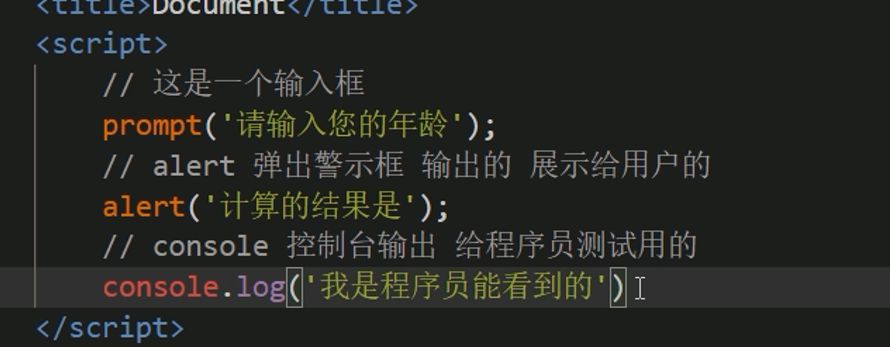 <title>Document</title>
<script>
// 这是一个输入框
prompt('请输入您的年龄');
// alert 弹出警示框 输出的 展示给用户的
alert('计算的结果是');
// console 控制台输出 给程序员测试用的
console.log('我是程序员能看到的')
</script>